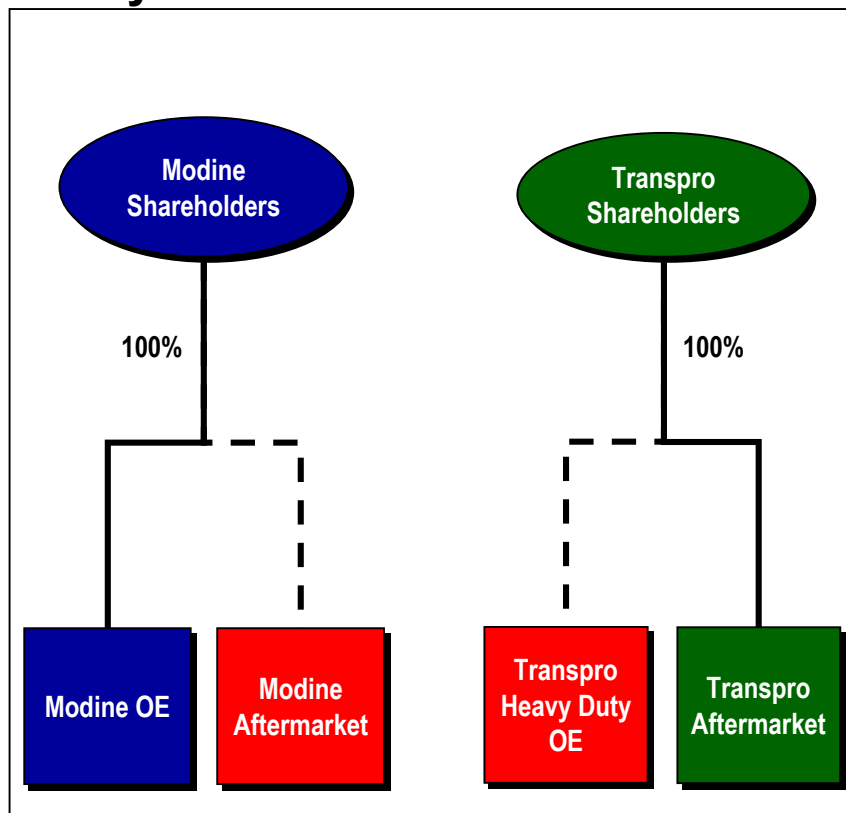 Modine
Shareholders
Transpro
Shareholders
100%
100%
Modine OE
Modine
Aftermarket
Transpro
Heavy Duty
OE
Transpro
Aftermarket